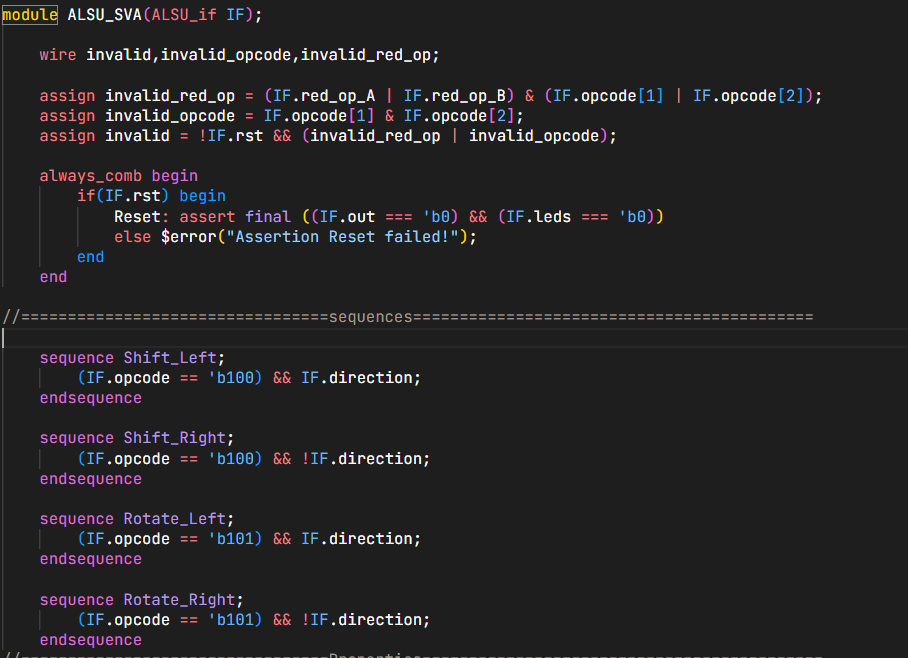 module ALSU_SVA(ALSU_if IF);
wire invalid,invalid_opcode,invalid_red_op;
assign invalid_red_op = (IF.red_op_A | IF.red_op_B) & (IF.opcode[1] | IF.opcode[2]);
assign invalid_opcode = IF.opcode[1] & IF.opcode[2];
assign invalid = !IF.rst && (invalid_red_op | invalid_opcode);
always_comb begin
if(IF.rst) begin
Reset: assert final ((IF.out === 'b0) && (IF.leds === 'b0))
else $error("Assertion Reset failed!");
end
end
//=================================sequences===========================================
sequence Shift_Left;
(IF.opcode == 'b100) && IF.direction;
endsequence
sequence Shift_Right;
(IF.opcode == 'b100) && !IF.direction;
endsequence
sequence Rotate_Left;
(IF.opcode == 'b101) && IF.direction;
endsequence
sequence Rotate_Right;
(IF.opcode == 'b101) && !IF.direction;
endsequence